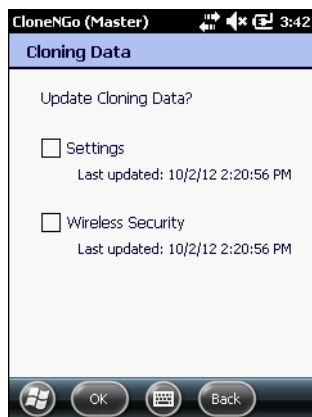 CloneNGo (Master) 3:42
Cloning Data
Update Cloning Data?
Settings
Last updated: 10/2/12 2:20:56 PM
Wireless Security
Last updated: 10/2/12 2:20:56 PM
OK Back